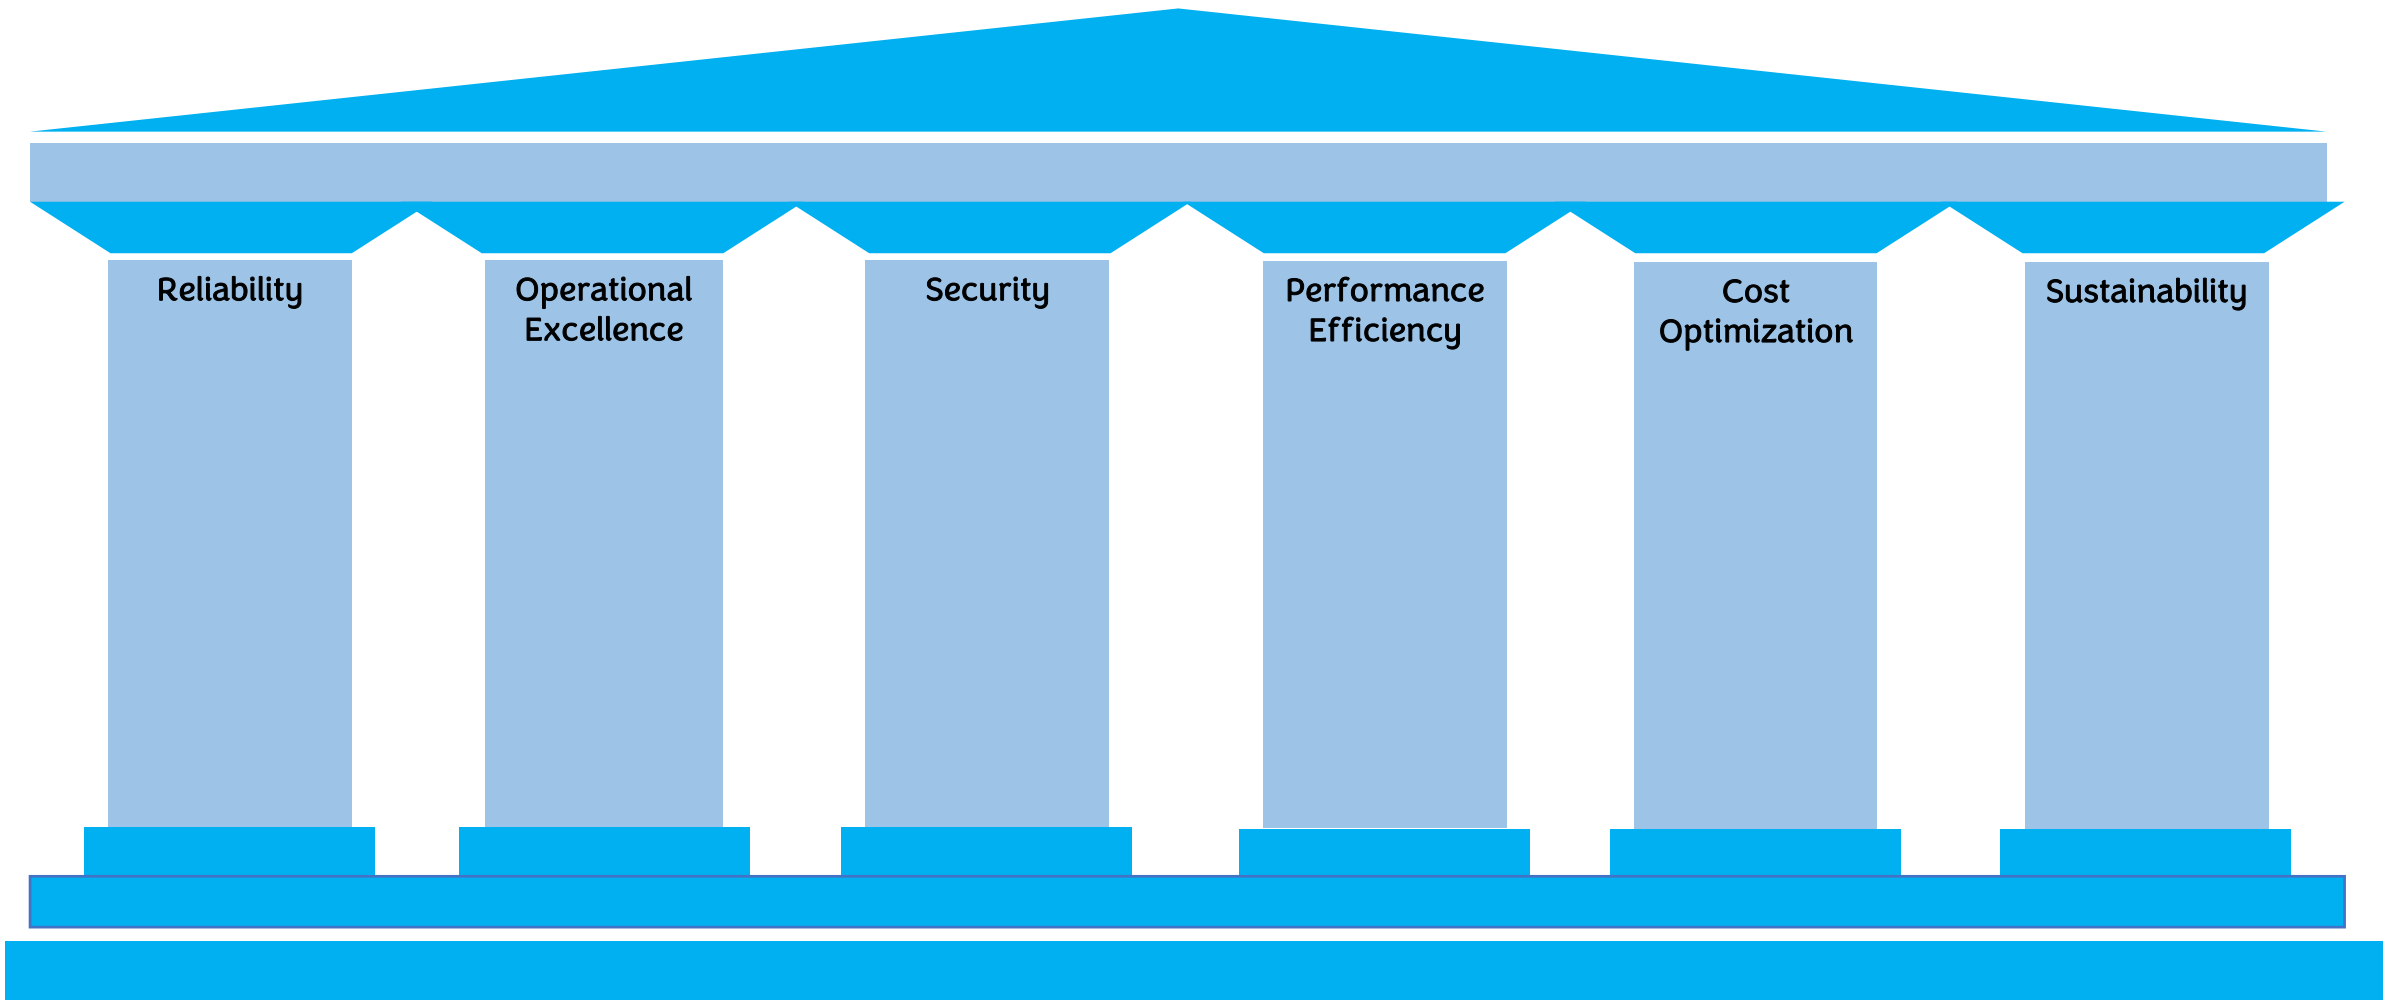 Reliability
Operational
Excellence
Security
Performance
Efficiency
Cost
Optimization
Sustainability